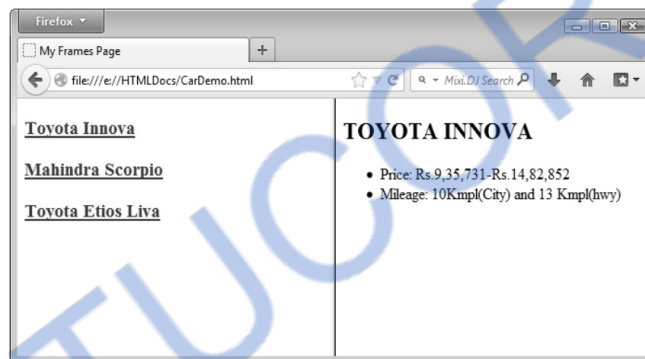 Firefox
My Frames Page
+
file:///e://HTMLDocs/CarDemo.html
Mixi.DJ Search
Toyota Innova
Mahindra Scorpio
Toyota Etios Liva
TOYOTA INNOVA
• Price: Rs.9,35,731-Rs.14,82,852
• Mileage: 10Kmpl(City) and 13 Kmpl(hwy)
TUCOR